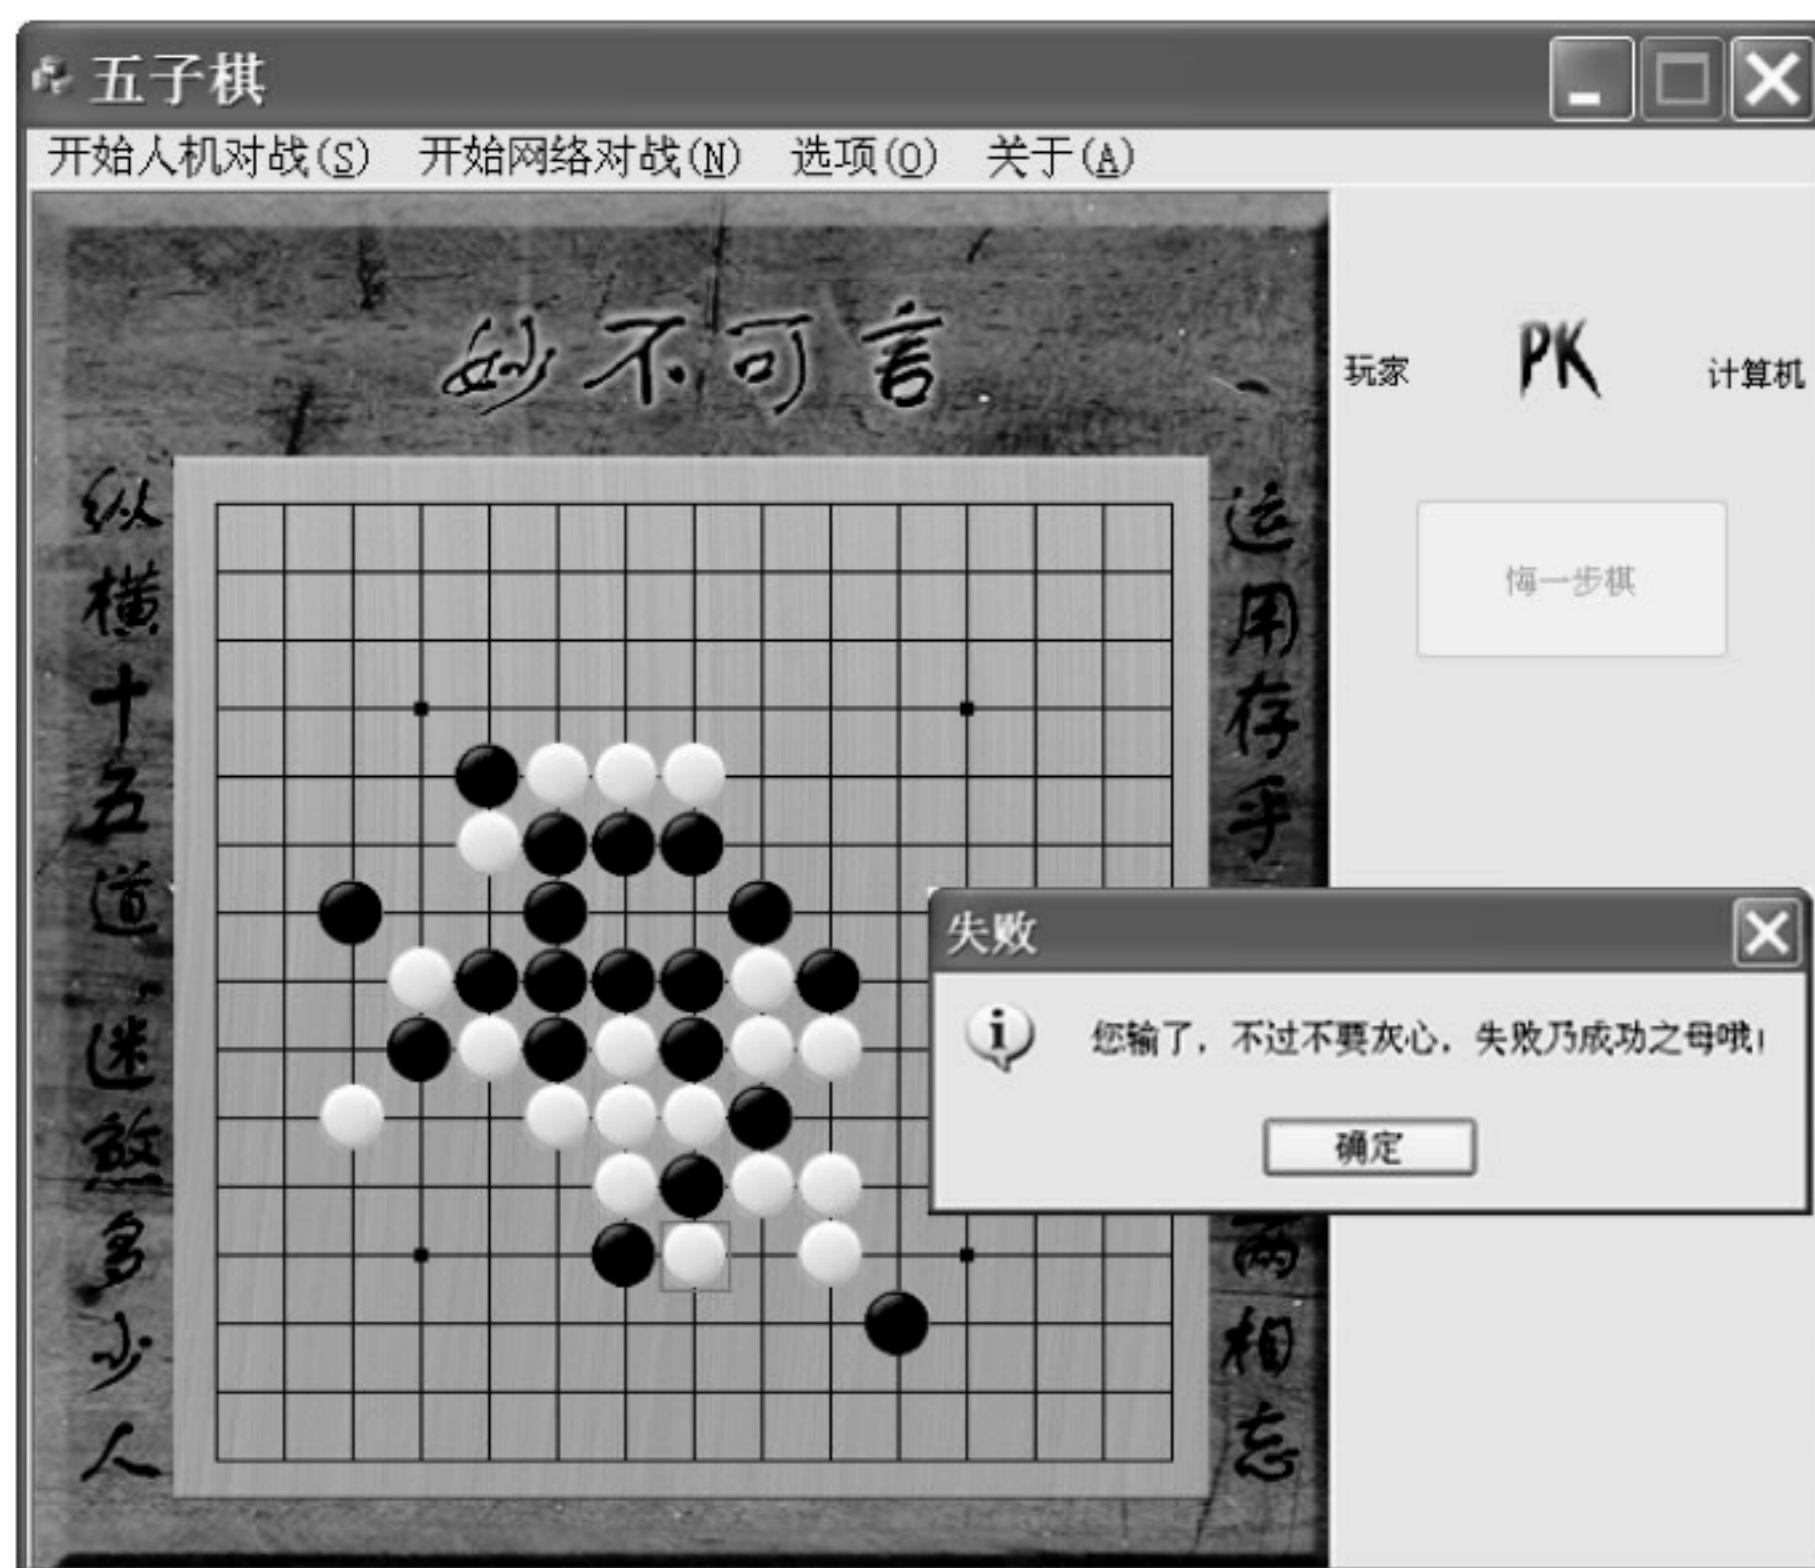 五子棋
开始人机对战(S) 开始网络对战(N) 选项(O) 关于(A)
妙不可言
纵横十五道,迷煞多少人
运用存乎
两相忘
玩家 PK 计算机
悔一步棋
失败
您输了，不过不要灰心，失败乃成功之母哦!
确定